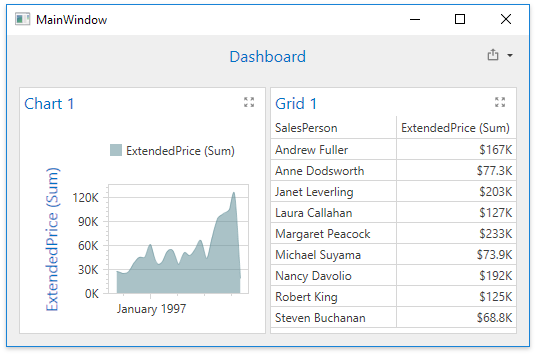 MainWindow
Dashboard
Chart 1
ExtendedPrice (Sum)
ExtendedPrice (Sum)
120K
90K
60K
30K
0K
January 1997
Grid 1
SalesPerson ExtendedPrice (Sum)
Andrew Fuller $167K
Anne Dodsworth $77.3K
Janet Leverling $203K
Laura Callahan $127K
Margaret Peacock $233K
Michael Suyama $73.9K
Nancy Davolio $192K
Robert King $125K
Steven Buchanan $68.8K